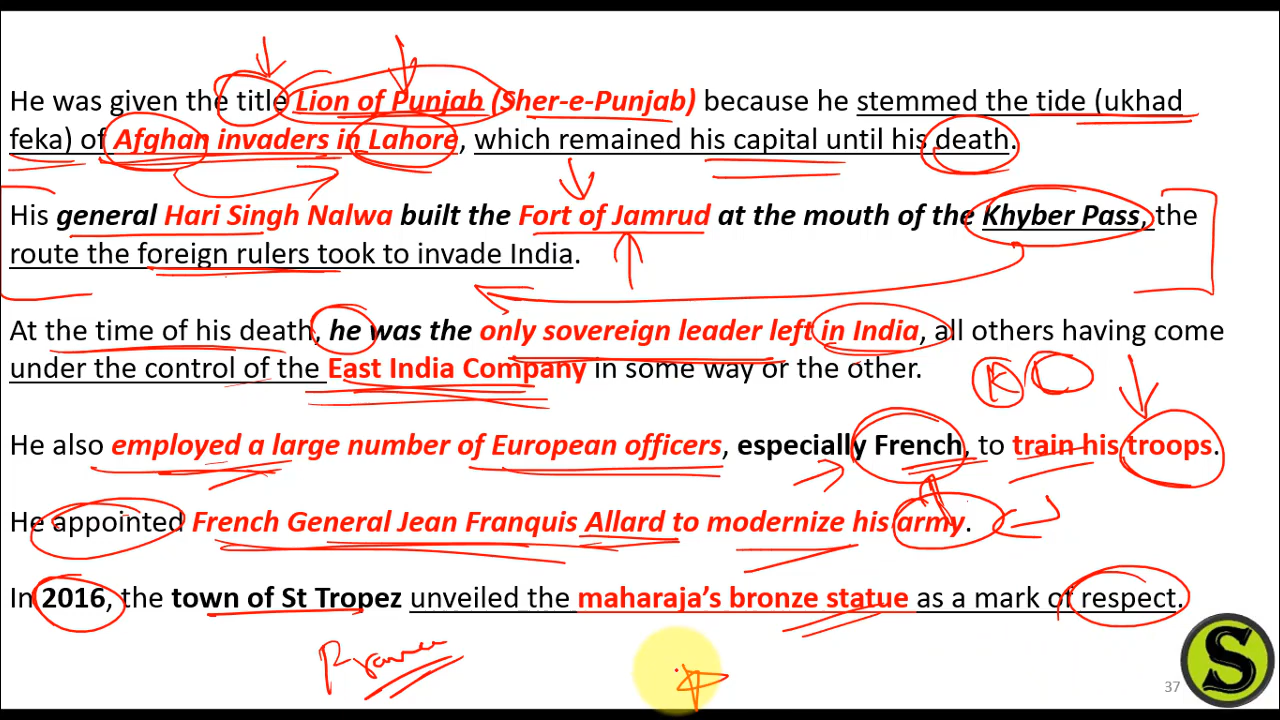 He was given the title Lion of Punjab (Sher-e-Punjab) because he stemmed the tide (ukhad
feka) of Afghan invaders in Lahore, which remained his capital until his death.
His general Hari Singh Nalwa built the Fort of Jamrud at the mouth of the Khyber Pass, the
route the foreign rulers took to invade India.
At the time of his death, he was the only sovereign leader left in India, all others having come
under the control of the East India Company in some way or the other.
He also employed a large number of European officers, especially French, to train his troops.
He appointed French General Jean Franquis Allard to modernize his army.
In 2016, the town of St Tropez unveiled the maharaja's bronze statue as a mark of respect.
37
S